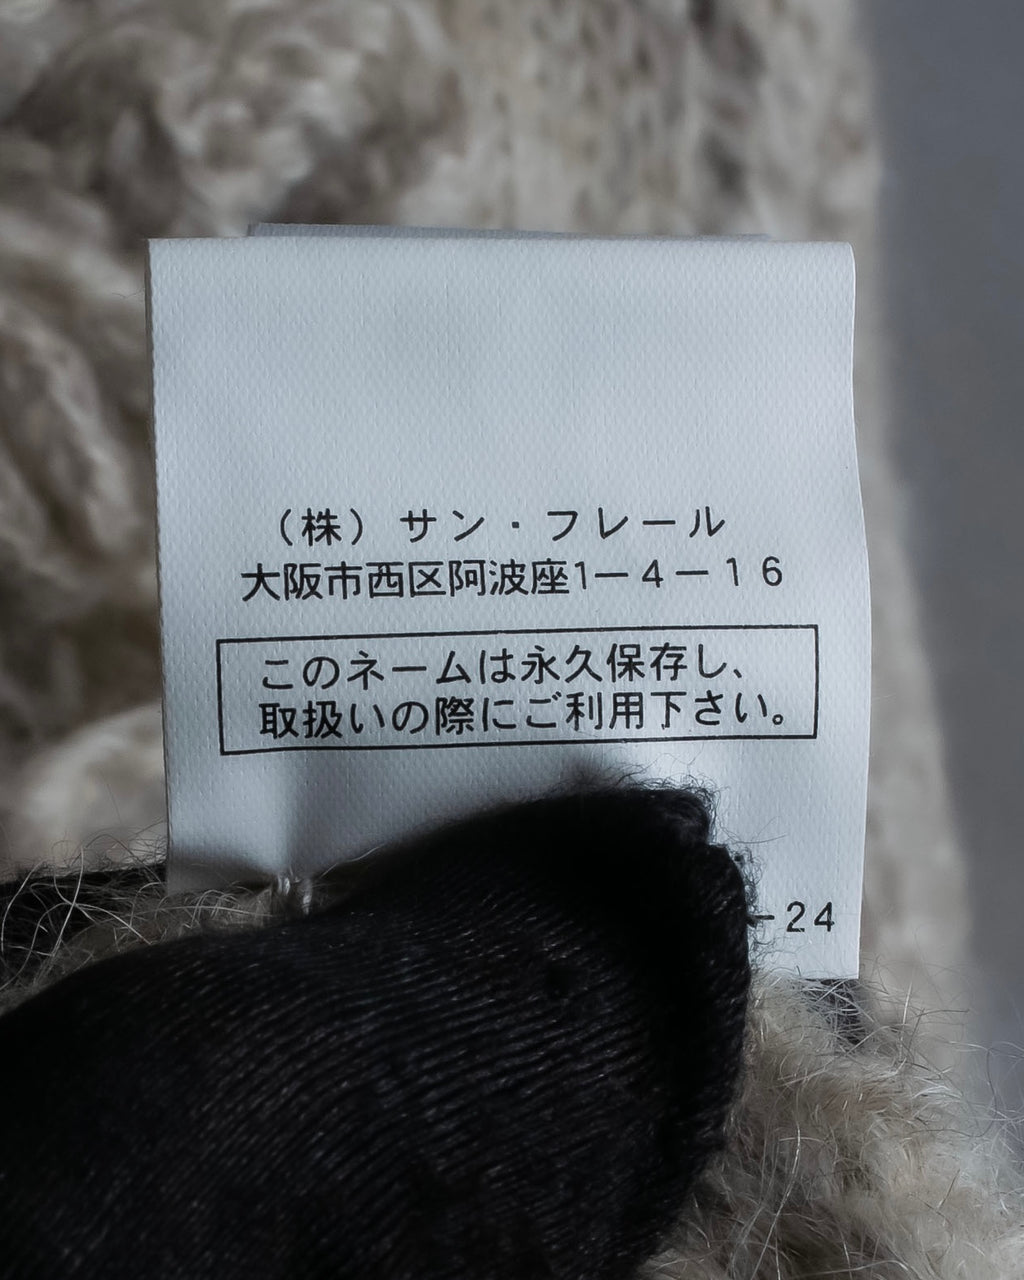 （株）サン・フレール
大阪市西区阿波座1－4－16
このネームは永久保存し、
取扱いの際にご利用下さい。
-24